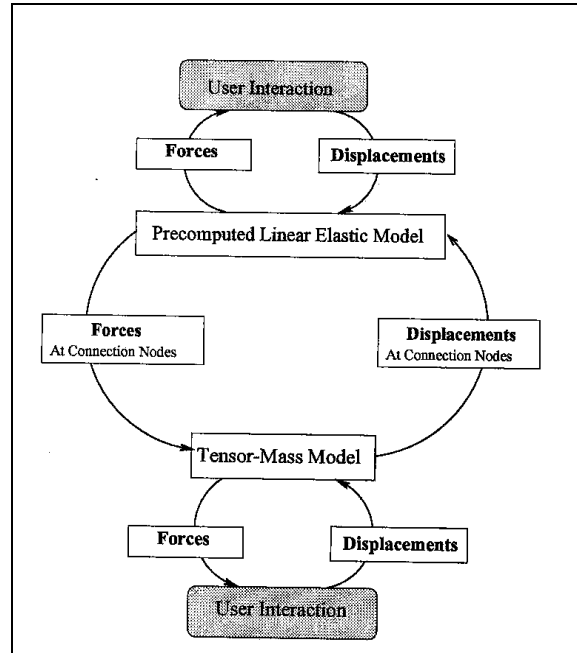 User Interaction
Forces
Displacements
Precomputed Linear Elastic Model
Forces
At Connection Nodes
Displacements
At Connection Nodes
Tensor-Mass Model
Forces
Displacements
User Interaction